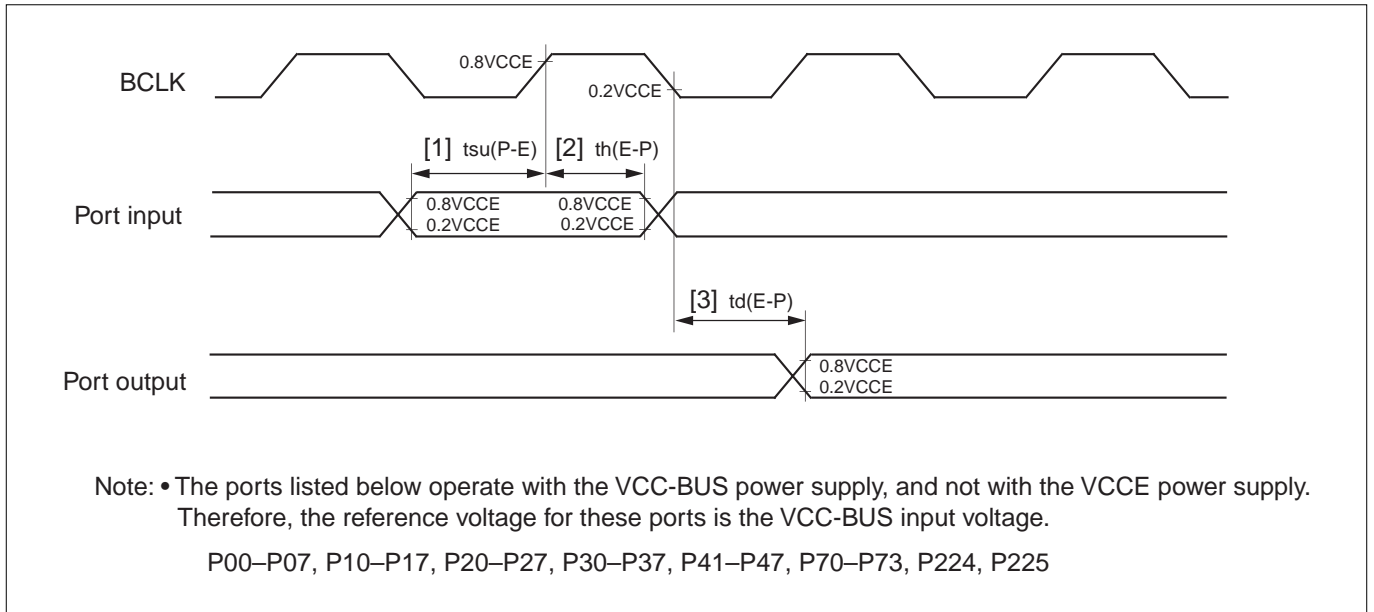 BCLK
0.8VCCE
0.2VCCE
[1] tsu(P-E)
[2] th(E-P)
Port input
0.8VCCE
0.2VCCE
0.8VCCE
0.2VCCE
[3] td(E-P)
Port output
0.8VCCE
0.2VCCE
Note: • The ports listed below operate with the VCC-BUS power supply, and not with the VCCE power supply.
Therefore, the reference voltage for these ports is the VCC-BUS input voltage.
P00–P07, P10–P17, P20–P27, P30–P37, P41–P47, P70–P73, P224, P225